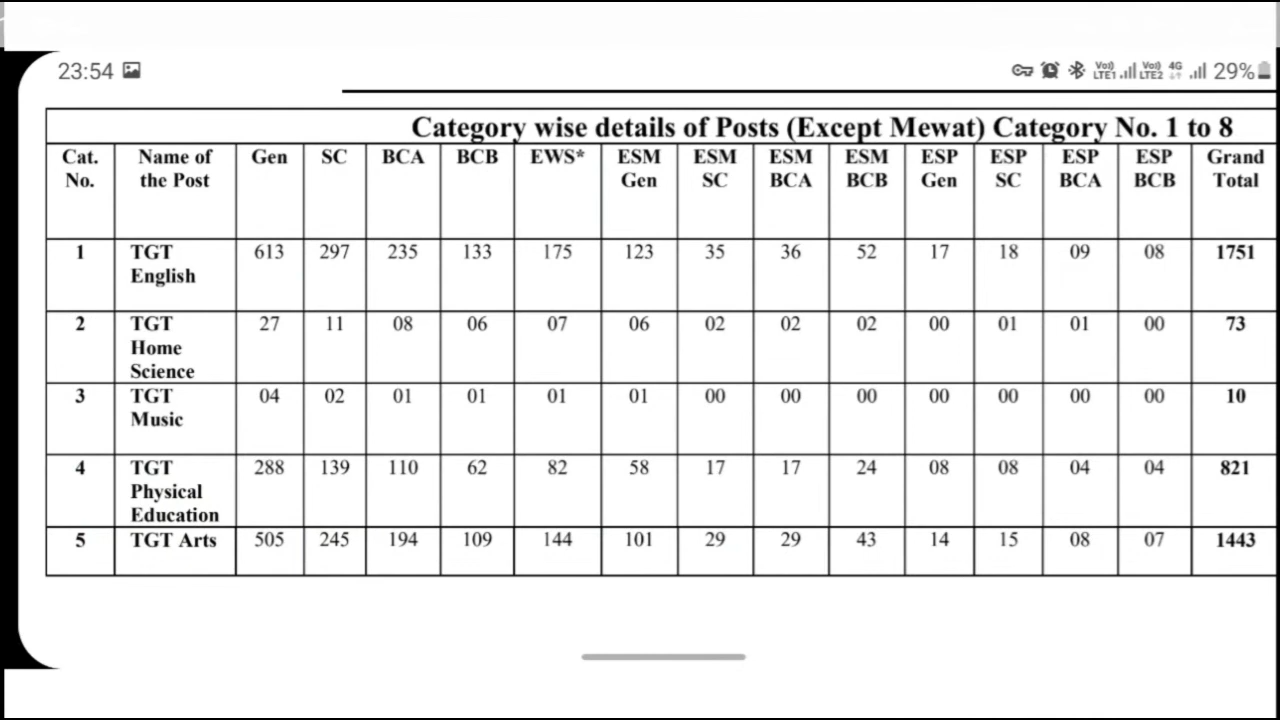 23:54
Vo) LTE1 Vo) LTE2 4G 29%
Category wise details of Posts (Except Mewat) Category No. 1 to 8
Cat. No. Name of the Post Gen SC BCA BCB EWS* ESM Gen ESM SC ESM BCA ESM BCB ESP Gen ESP SC ESP BCA ESP BCB Grand Total
1 TGT English 613 297 235 133 175 123 35 36 52 17 18 09 08 1751
2 TGT Home Science 27 11 08 06 07 06 02 02 02 00 01 01 00 73
3 TGT Music 04 02 01 01 01 01 00 00 00 00 00 00 00 10
4 TGT Physical Education 288 139 110 62 82 58 17 17 24 08 08 04 04 821
5 TGT Arts 505 245 194 109 144 101 29 29 43 14 15 08 07 1443